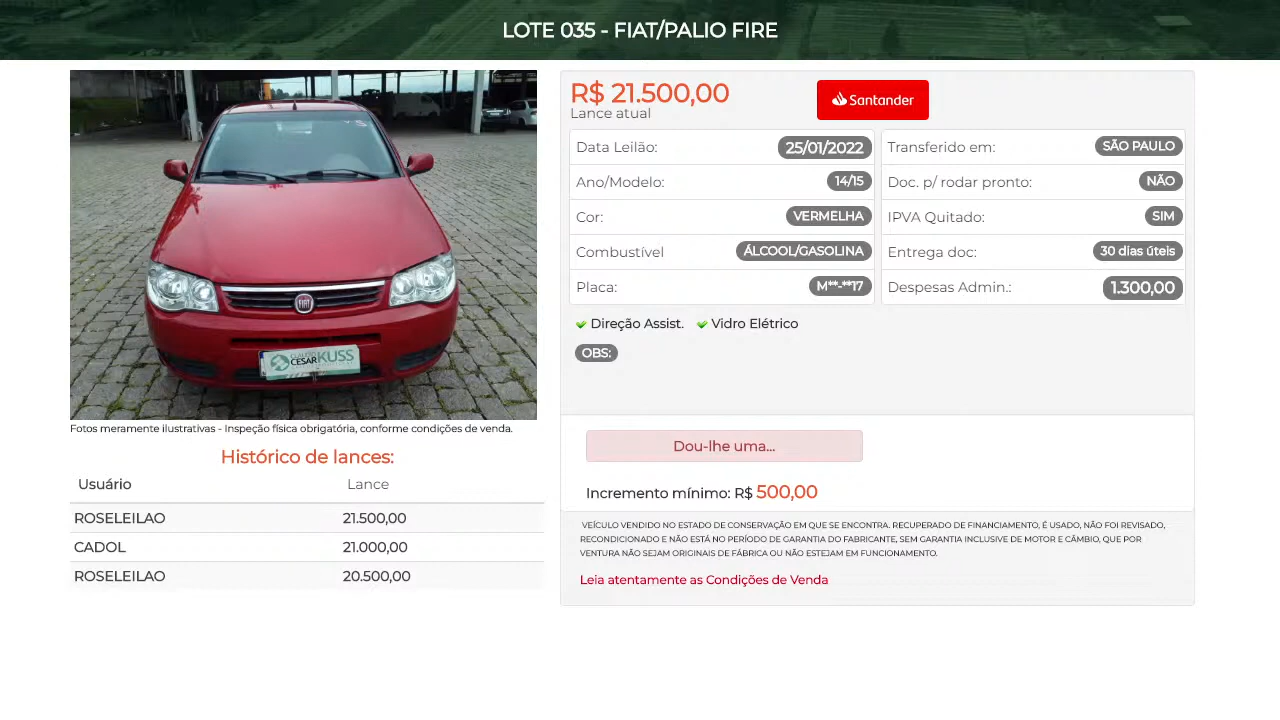 LOTE 035 - FIAT/PALIO FIRE
CESAR KUSS
Fotos meramente ilustrativas - Inspeção física obrigatória, conforme condições de venda.
Histórico de lances:
Usuário Lance
ROSELEILAO 21.500,00
CADOL 21.000,00
ROSELEILAO 20.500,00
R$ 21.500,00
Lance atual
Santander
Data Leilão: 25/01/2022
Ano/Modelo: 14/15
Cor: VERMELHA
Combustível ÁLCOOL/GASOLINA
Placa: M**-**17
Transferido em: SÃO PAULO
Doc. p/ rodar pronto: NÃO
IPVA Quitado: SIM
Entrega doc: 30 dias úteis
Despesas Admin.: 1.300,00
Direção Assist. Vidro Elétrico
OBS:
Dou-lhe uma...
Incremento mínimo: R$ 500,00
VEÍCULO VENDIDO NO ESTADO DE CONSERVAÇÃO EM QUE SE ENCONTRA. RECUPERADO DE FINANCIAMENTO, É USADO, NÃO FOI REVISADO,
RECONDICIONADO E NÃO ESTÁ NO PERÍODO DE GARANTIA DO FABRICANTE, SEM GARANTIA INCLUSIVE DE MOTOR E CÂMBIO, QUE POR
VENTURA NÃO SEJAM ORIGINAIS DE FÁBRICA OU NÃO ESTEJAM EM FUNCIONAMENTO.
Leia atentamente as Condições de Venda